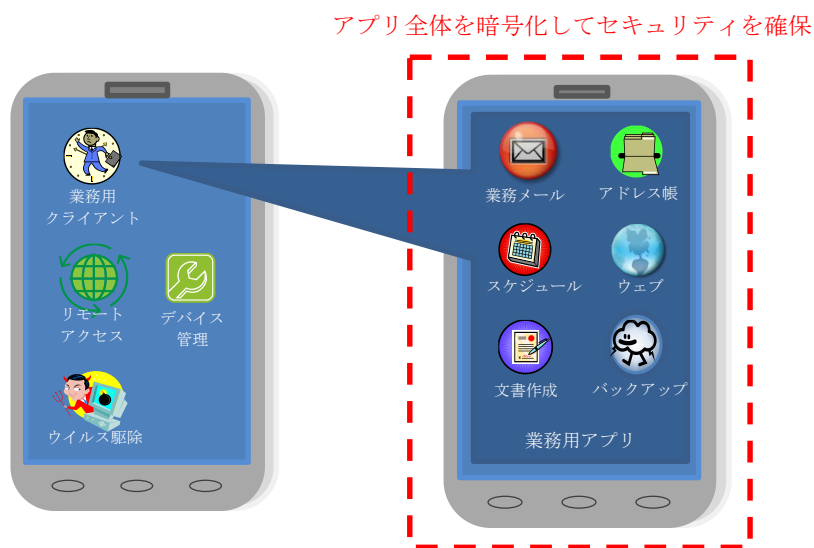 アプリ全体を暗号化してセキュリティを確保
業務用
クライアント
リモート
アクセス
デバイス
管理
ウイルス駆除
業務メール
アドレス帳
スケジュール
ウェブ
文書作成
バックアップ
業務用アプリ